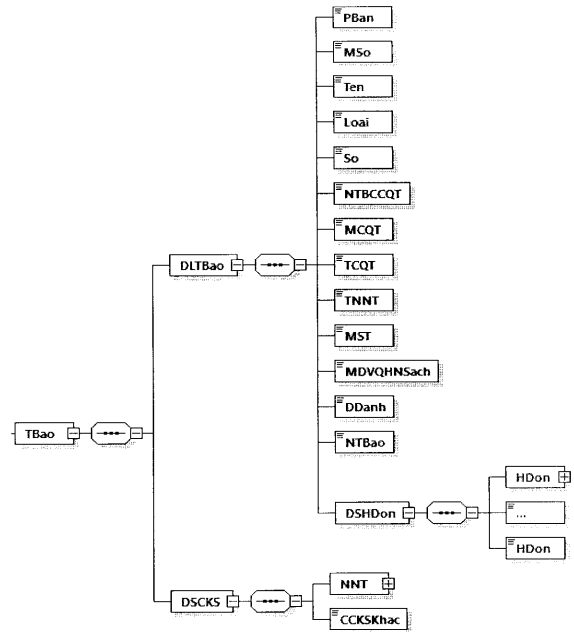 PBan
MSo
Ten
Loai
So
NTBCCQT
MCQT
DLTBao
TCQT
TNNT
MST
MDVQHNSach
DDanh
TBao
NTBao
HDon
DSHDon
...
HDon
NNT
DSCKS
CCKSKhac